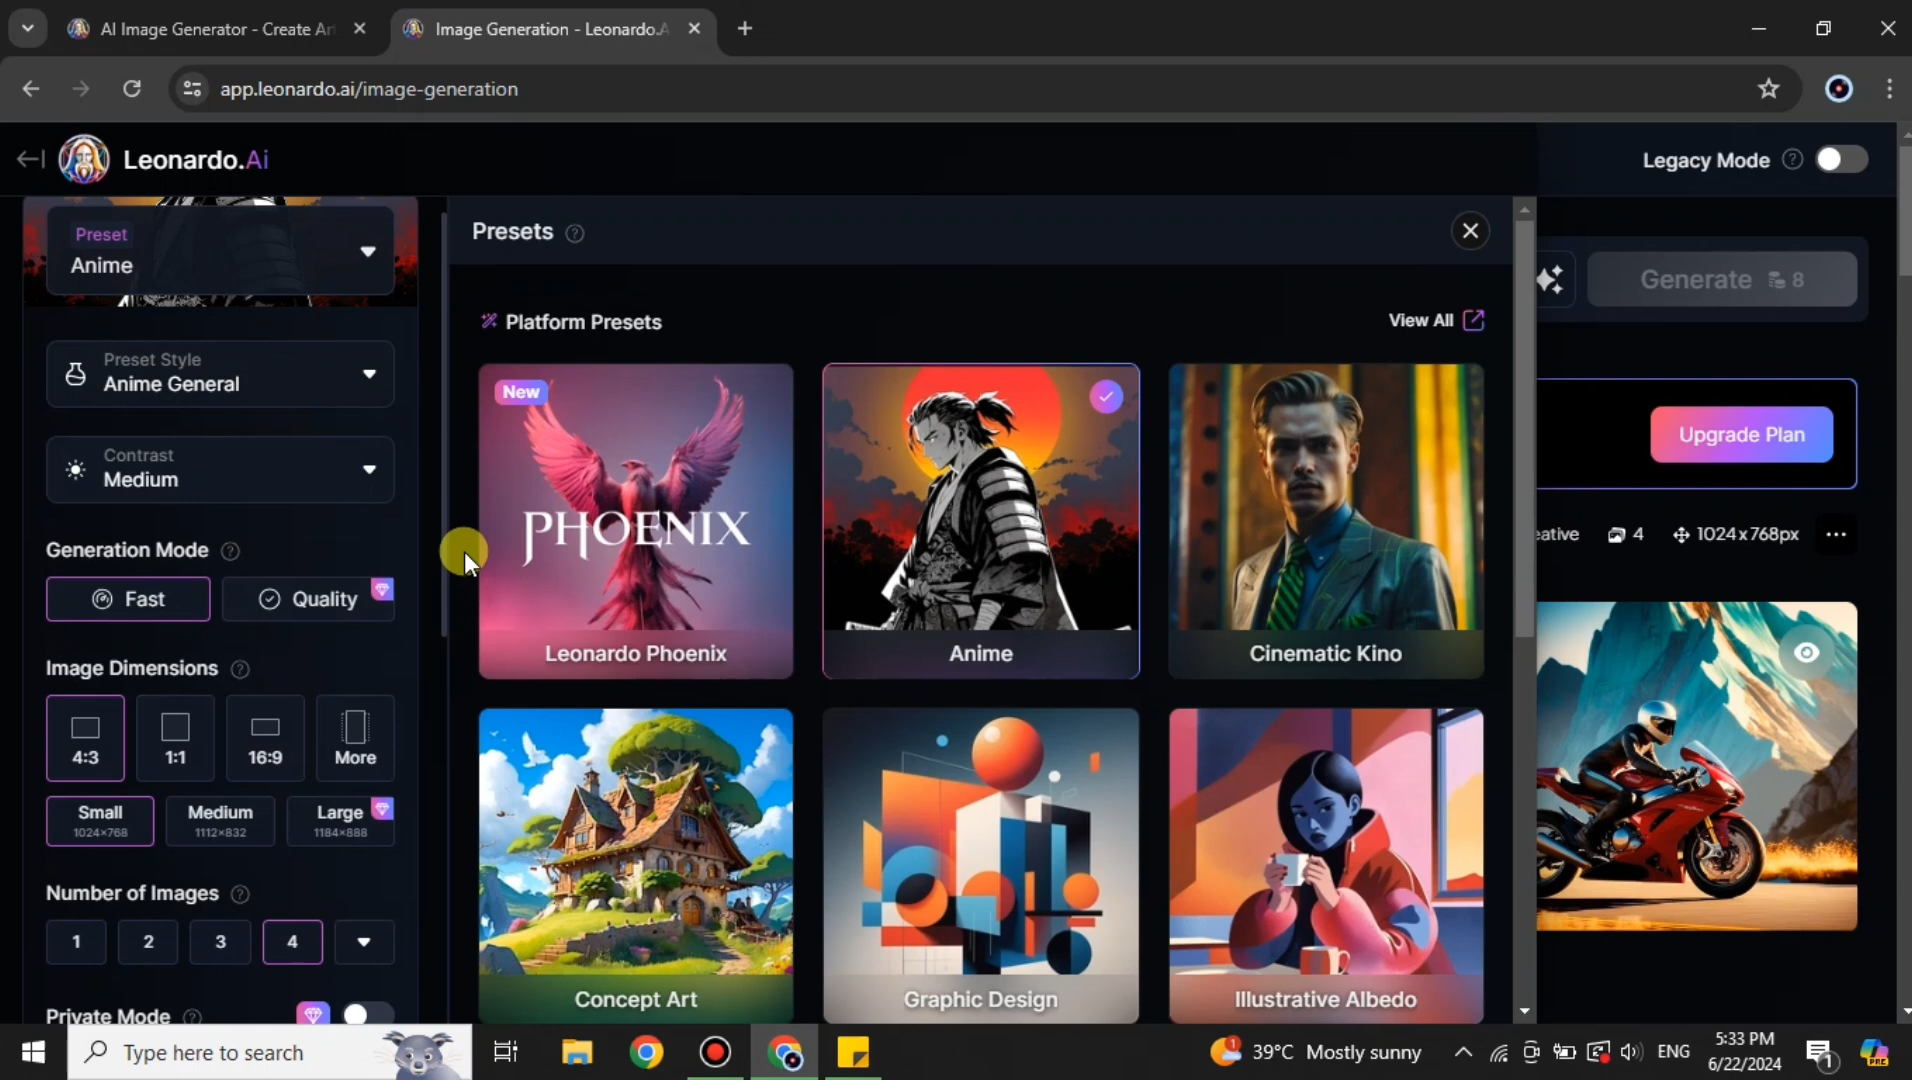 AI Image Generator - Create Ar
Image Generation - Leonardo.A
app.leonardo.ai/image-generation
Leonardo.Ai
Legacy Mode
Preset
Anime
Presets
Generate 8
Platform Presets
View All
Preset Style
Anime General
New
PHOENIX
Upgrade Plan
Contrast
Medium
eative 4 1024x768px
Generation Mode
Fast
Quality
Leonardo Phoenix
Anime
Cinematic Kino
Image Dimensions
4:3
1:1
16:9
More
Small
1024×768
Medium
1112×832
Large
1184×888
Number of Images
1
2
3
4
Concept Art
Graphic Design
Illustrative Albedo
Private Mode
Type here to search
1
39°C Mostly sunny
ENG
5:33 PM
6/22/2024
1
PRE